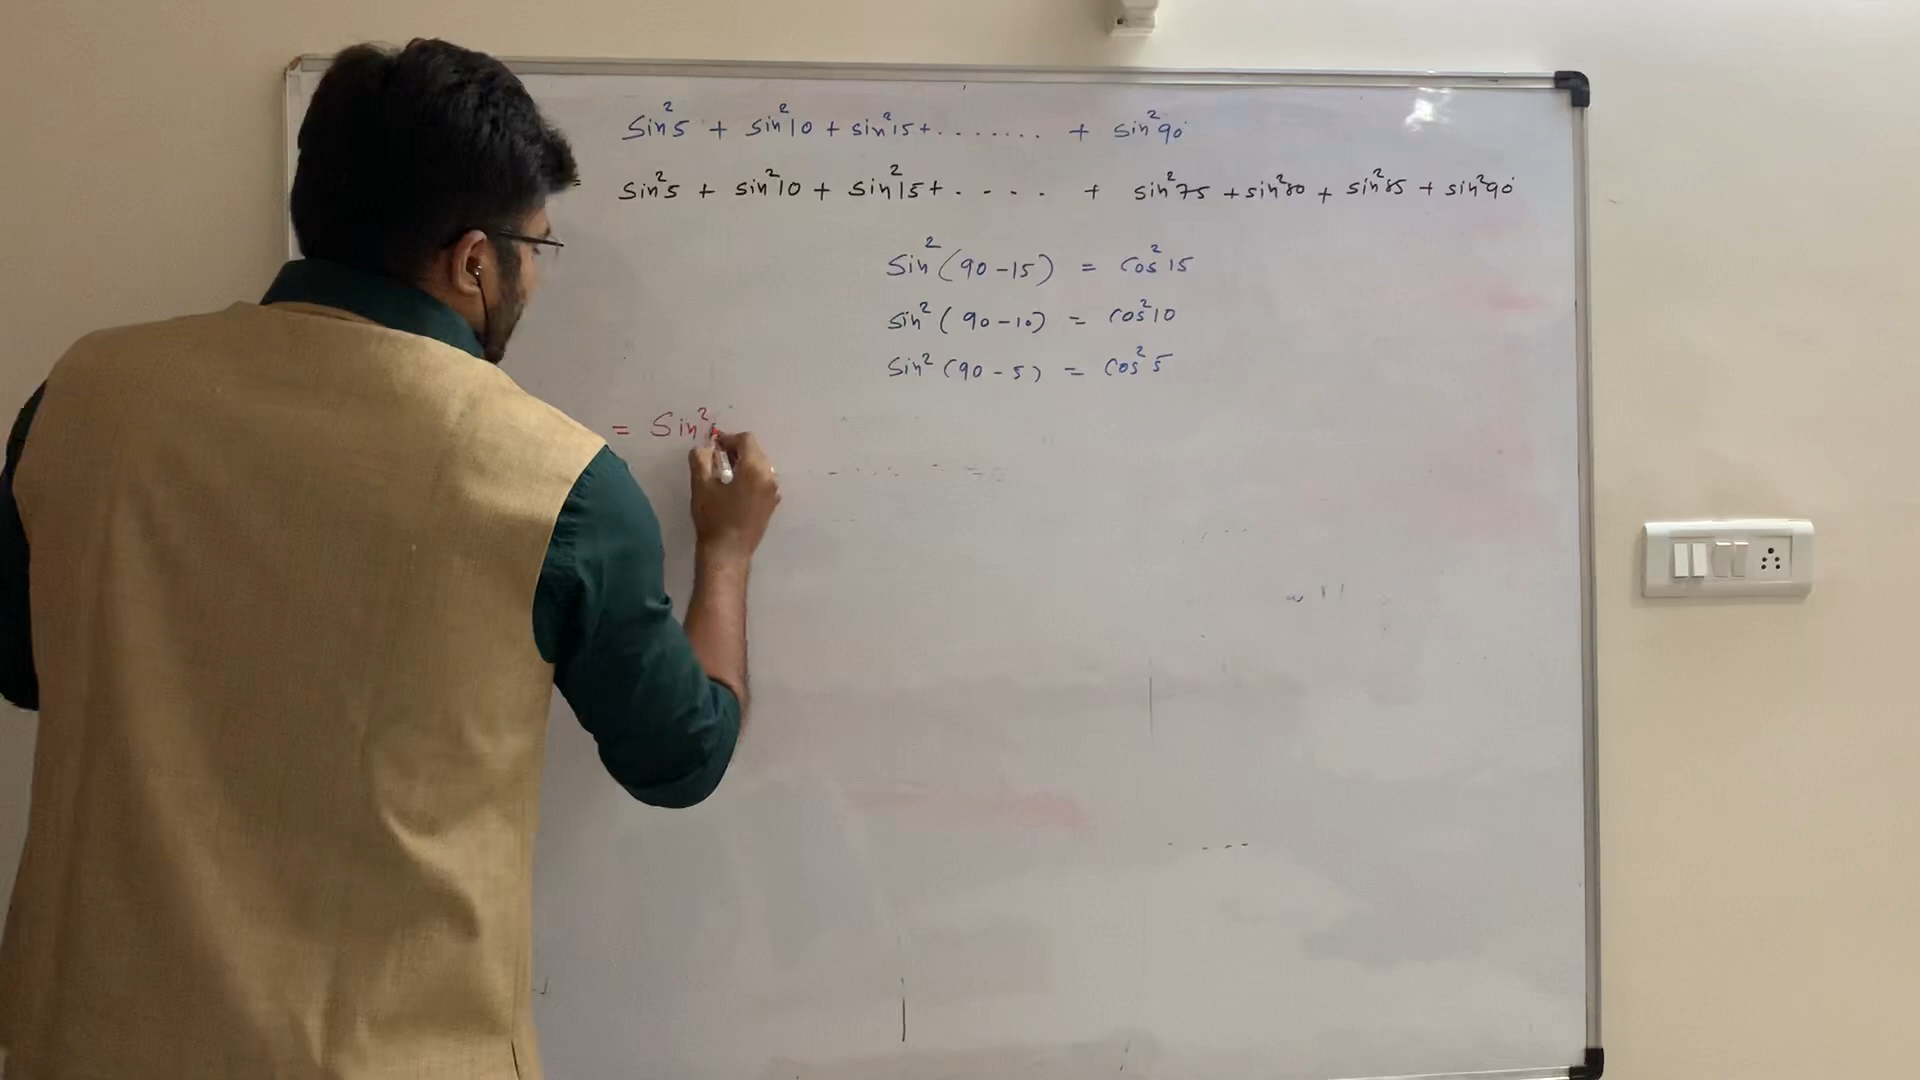 Sin²5 + sin²10 + sin²15 + ....... + sin²90°
= sin²5 + sin²10 + sin²15 + . - - . + sin²75 + sin²80 + sin²85 + sin²90°
Sin²(90-15) = cos²15
sin²(90-10) = cos²10
sin²(90-5) = cos²5
= Sin²